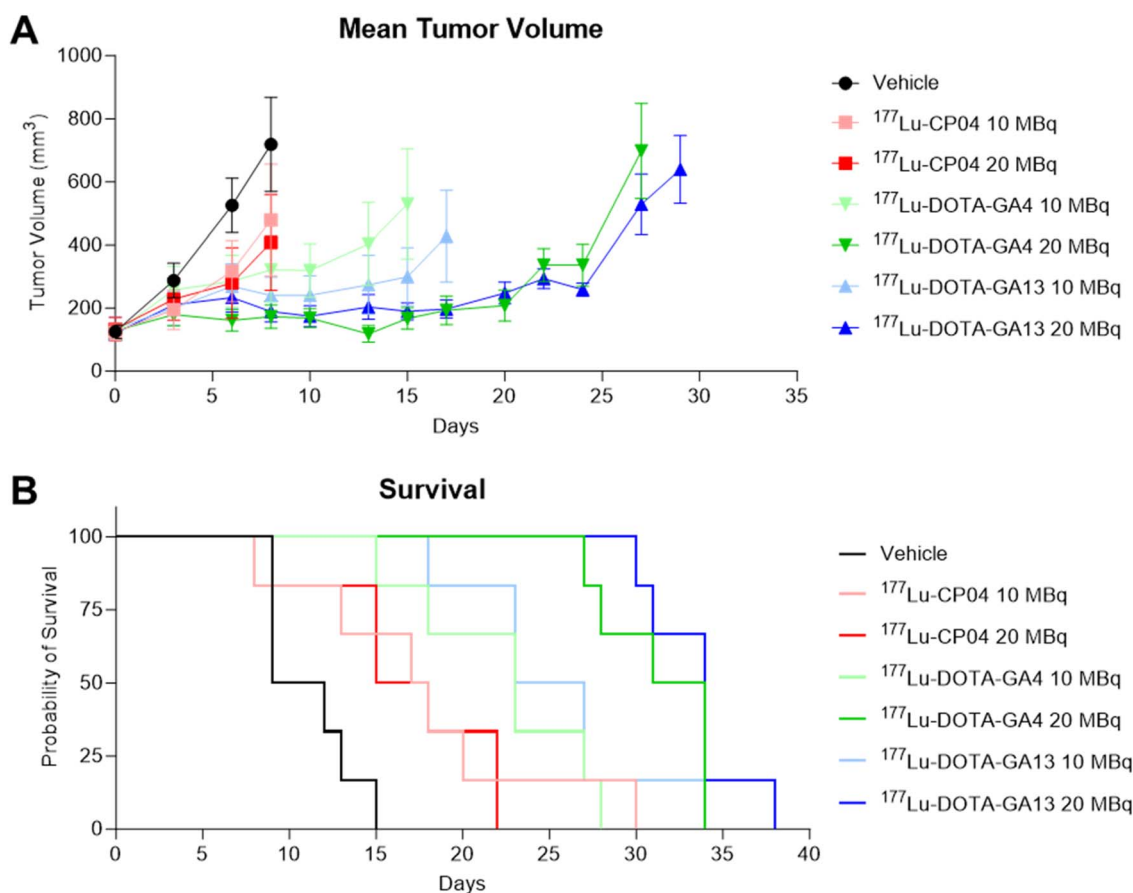 A
Mean Tumor Volume
1000
800
600
400
200
0
Tumor Volume (mm³)
0 5 10 15 20 25 30 35
Days
Vehicle
¹⁷⁷Lu-CP04 10 MBq
¹⁷⁷Lu-CP04 20 MBq
¹⁷⁷Lu-DOTA-GA4 10 MBq
¹⁷⁷Lu-DOTA-GA4 20 MBq
¹⁷⁷Lu-DOTA-GA13 10 MBq
¹⁷⁷Lu-DOTA-GA13 20 MBq
B
Survival
100
75
50
25
0
Probability of Survival
0 5 10 15 20 25 30 35 40
Days
Vehicle
¹⁷⁷Lu-CP04 10 MBq
¹⁷⁷Lu-CP04 20 MBq
¹⁷⁷Lu-DOTA-GA4 10 MBq
¹⁷⁷Lu-DOTA-GA4 20 MBq
¹⁷⁷Lu-DOTA-GA13 10 MBq
¹⁷⁷Lu-DOTA-GA13 20 MBq